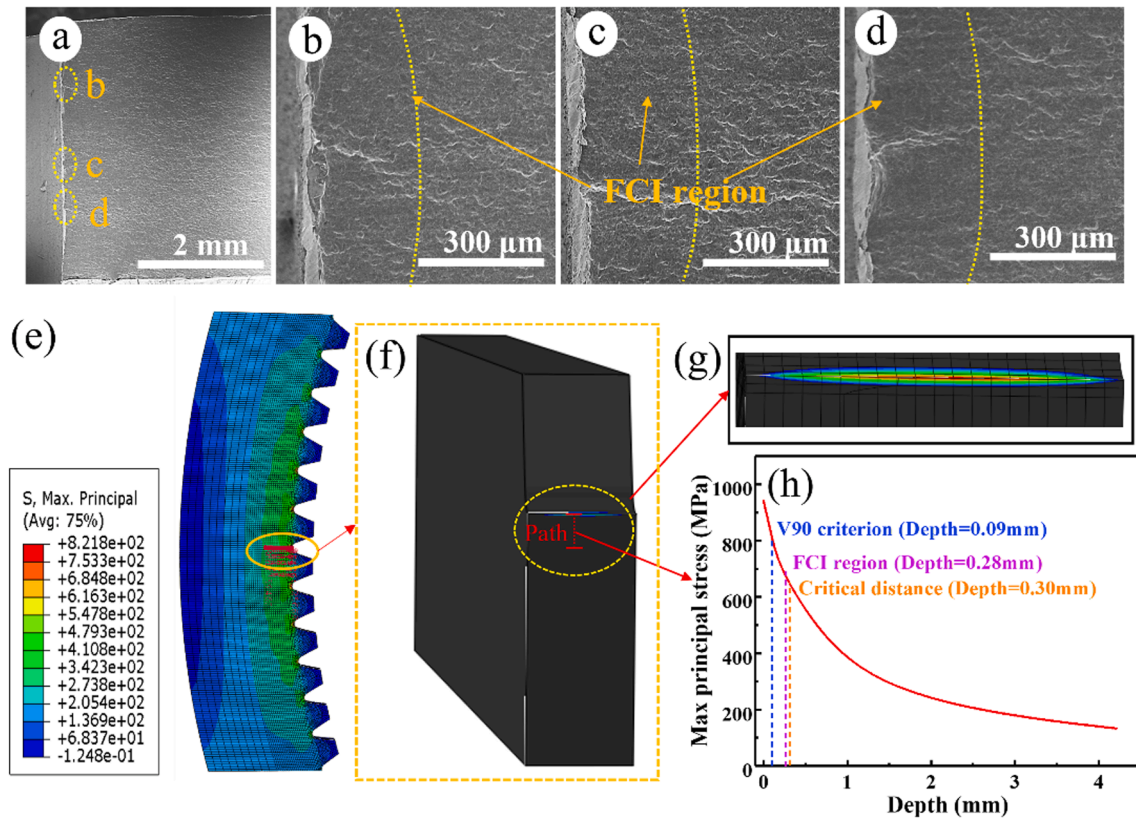 a
b
c
d
b
c
d
2 mm
FCI region
300 µm
300 µm
300 µm
(e)
S, Max. Principal
(Avg: 75%)
+8.218e+02
+7.533e+02
+6.848e+02
+6.163e+02
+5.478e+02
+4.793e+02
+4.108e+02
+3.423e+02
+2.738e+02
+2.054e+02
+1.369e+02
+6.837e+01
-1.248e-01
(f)
Path
(g)
(h)
Max principal stress (MPa)
1000
800
600
400
200
0
V90 criterion (Depth=0.09mm)
FCI region (Depth=0.28mm)
Critical distance (Depth=0.30mm)
0
1
2
3
4
Depth (mm)